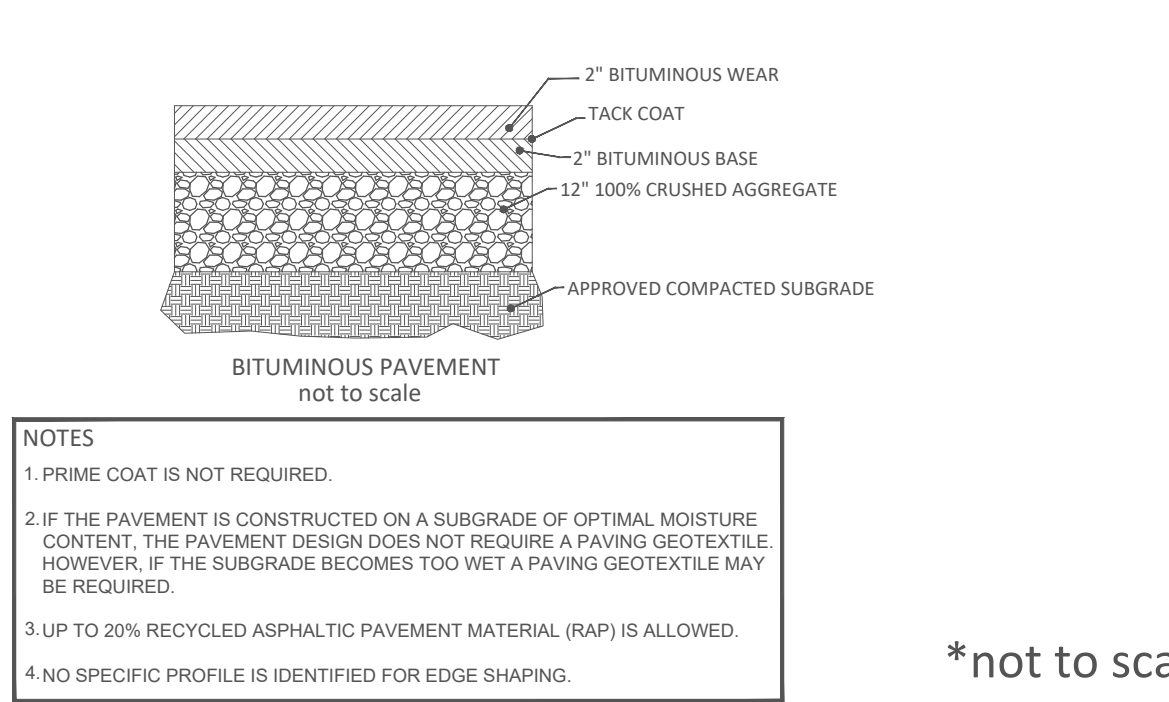 2" BITUMINOUS WEAR
TACK COAT
2" BITUMINOUS BASE
12" 100% CRUSHED AGGREGATE
APPROVED COMPACTED SUBGRADE
BITUMINOUS PAVEMENT
not to scale
NOTES
1. PRIME COAT IS NOT REQUIRED.
2. IF THE PAVEMENT IS CONSTRUCTED ON A SUBGRADE OF OPTIMAL MOISTURE
CONTENT, THE PAVEMENT DESIGN DOES NOT REQUIRE A PAVING GEOTEXTILE.
HOWEVER, IF THE SUBGRADE BECOMES TOO WET A PAVING GEOTEXTILE MAY
BE REQUIRED.
3. UP TO 20% RECYCLED ASPHALTIC PAVEMENT MATERIAL (RAP) IS ALLOWED.
4. NO SPECIFIC PROFILE IS IDENTIFIED FOR EDGE SHAPING.
*not to sca